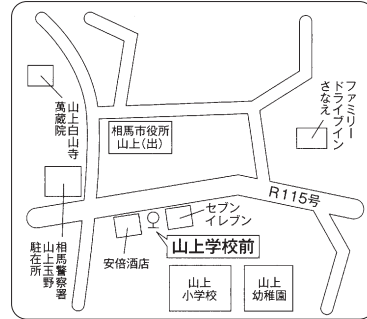 山上白山寺
萬蔵院
相馬市役所
山上(出)
ファミリー
ドライブイン
さなえ
R115号
セブン
イレブン
山上学校前
安倍酒店
相馬警察署
山上玉野
駐在所
山上
小学校
山上
幼稚園